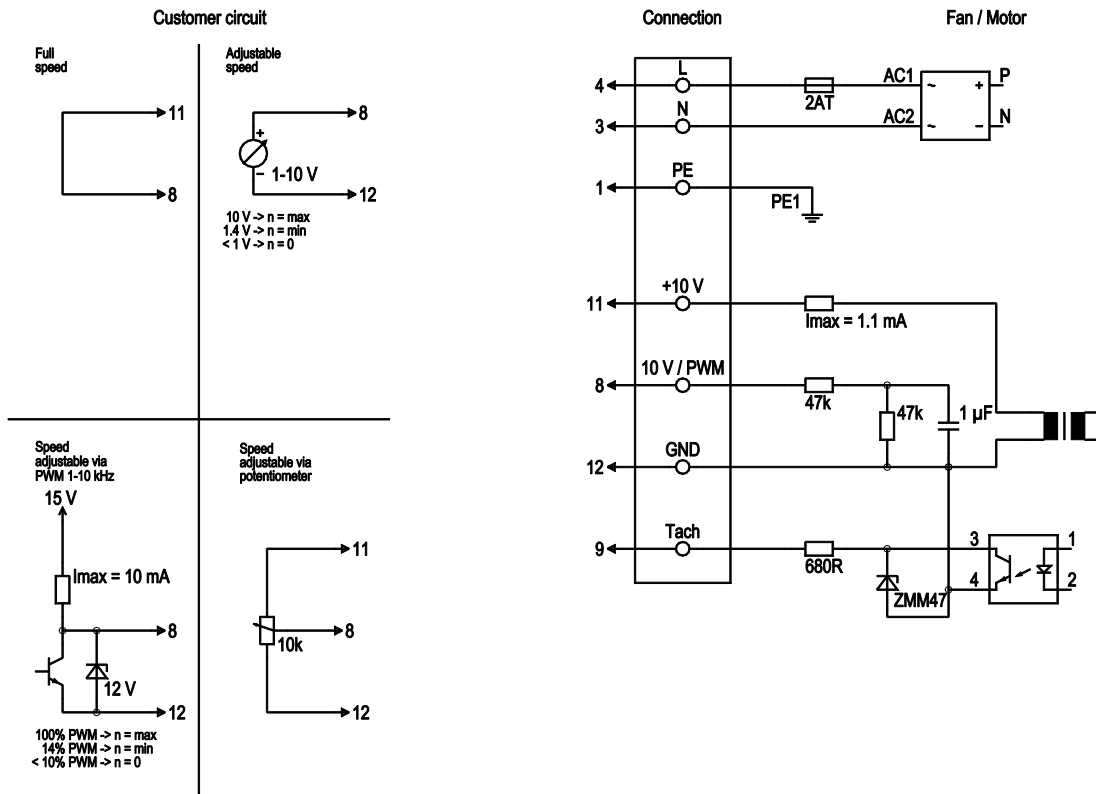 Customer circuit
Full
speed
11
8
Adjustable
speed
8
+
− 1-10 V
12
10 V -> n = max
1.4 V -> n = min
< 1 V -> n = 0
Speed
adjustable via
PWM 1-10 kHz
15 V
Imax = 10 mA
8
12 V
12
100% PWM -> n = max
14% PWM -> n = min
< 10% PWM -> n = 0
Speed
adjustable via
potentiometer
11
8
10k
12
Connection
Fan / Motor
4
L
2AT
AC1
~
+
P
3
N
AC2
~
−
N
1
PE
PE1
11
+10 V
Imax = 1.1 mA
8
10 V / PWM
47k
47k
1 µF
12
GND
9
Tach
680R
ZMM47
3
1
4
2